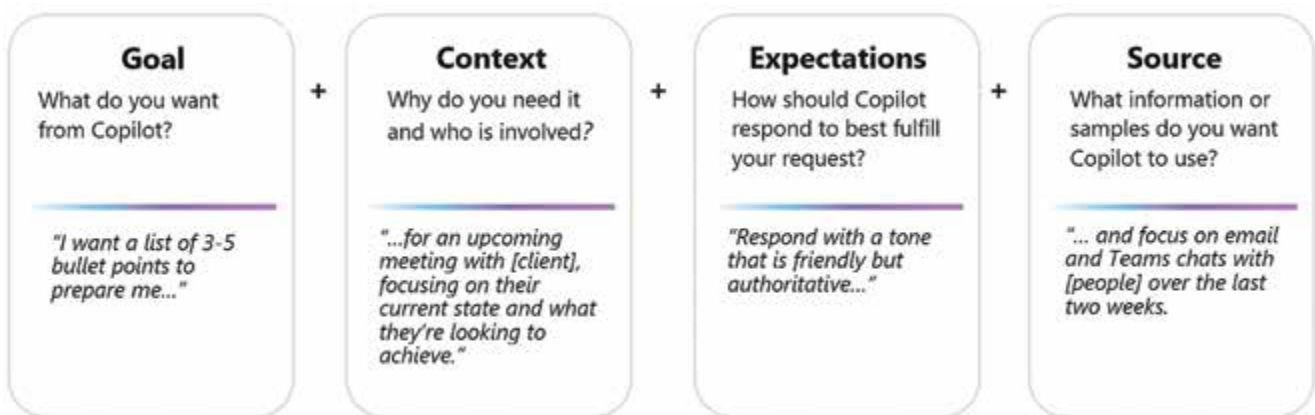 Goal
What do you want
from Copilot?
"I want a list of 3-5
bullet points to
prepare me..."
+
Context
Why do you need it
and who is involved?
"...for an upcoming
meeting with [client],
focusing on their
current state and what
they're looking to
achieve."
+
Expectations
How should Copilot
respond to best fulfill
your request?
"Respond with a tone
that is friendly but
authoritative..."
+
Source
What information or
samples do you want
Copilot to use?
"... and focus on email
and Teams chats with
[people] over the last
two weeks.